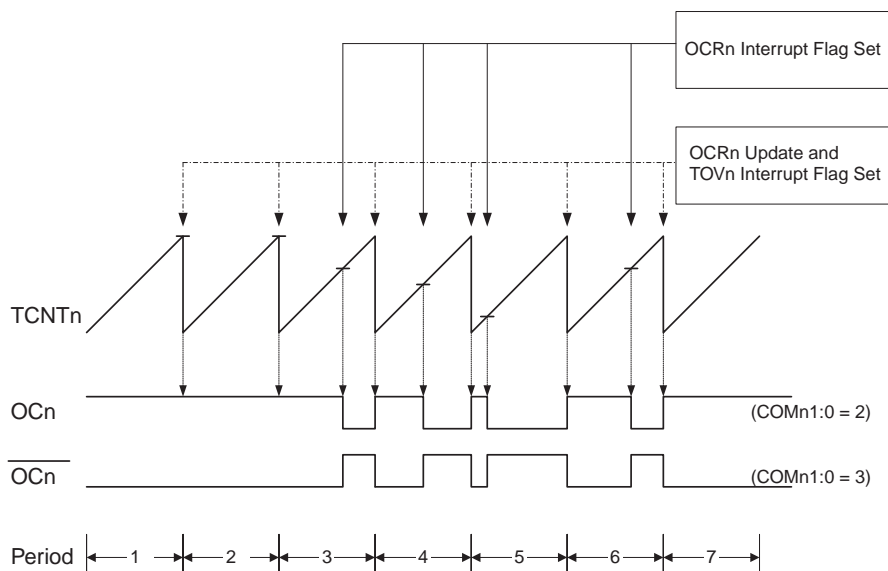 OCRn Interrupt Flag Set
OCRn Update and
TOVn Interrupt Flag Set
TCNTn
OCn
(COMn1:0 = 2)
OCn
(COMn1:0 = 3)
Period
1
2
3
4
5
6
7